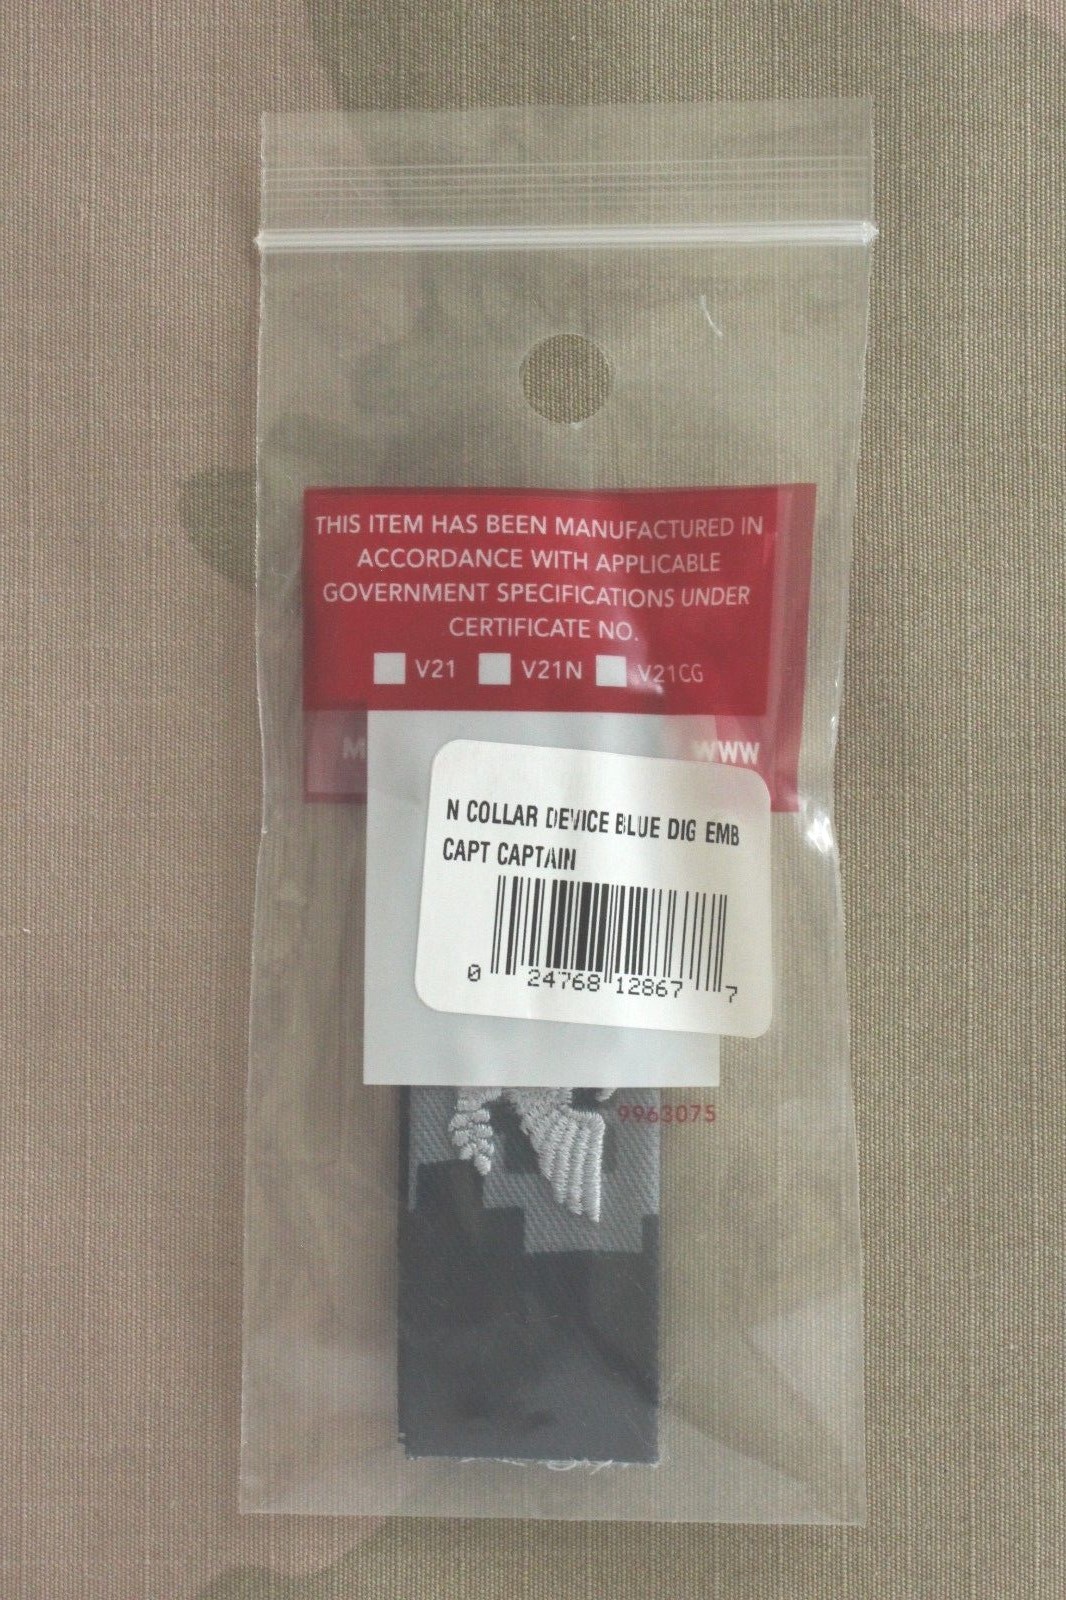 THIS ITEM HAS BEEN MANUFACTURED IN
ACCORDANCE WITH APPLICABLE
GOVERNMENT SPECIFICATIONS UNDER
CERTIFICATE NO.
V21 V21N V21CG
WWW
N COLLAR DEVICE BLUE DIG EMB
CAPT CAPTAIN
0 24768 12867 7
9963075